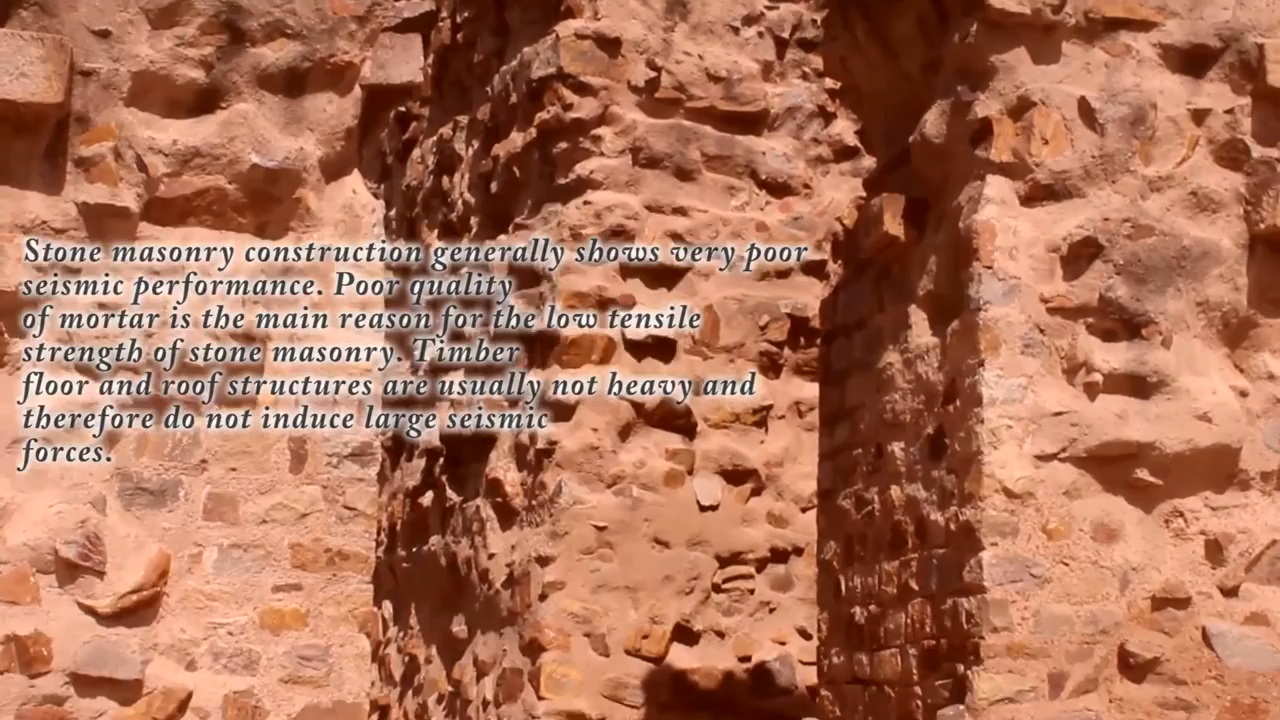 Stone masonry construction generally shows very poor
seismic performance. Poor quality
of mortar is the main reason for the low tensile
strength of stone masonry. Timber
floor and roof structures are usually not heavy and
therefore do not induce large seismic
forces.